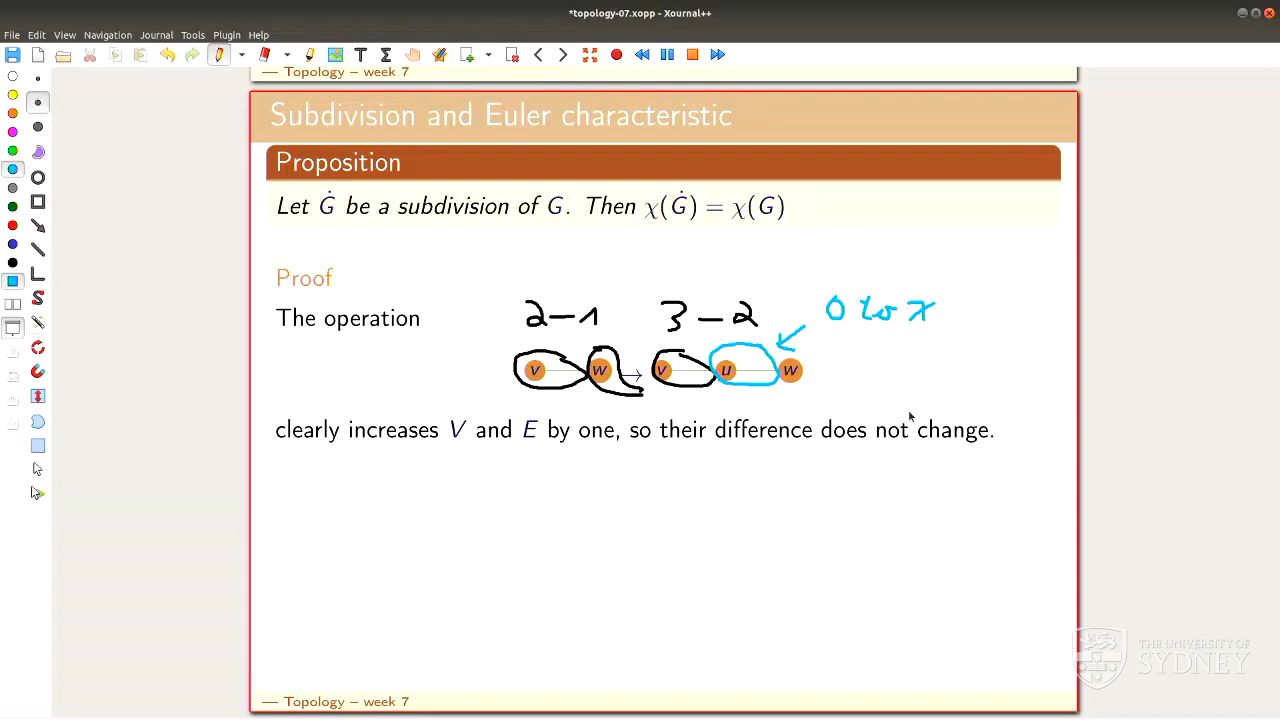 *topology-07.xopp - Xournal++
File Edit View Navigation Journal Tools Plugin Help
— Topology – week 7
Subdivision and Euler characteristic
Proposition
Let Ġ be a subdivision of G. Then χ(Ġ) = χ(G)
Proof
The operation
2 - 1 3 - 2 0 to χ
v w → v u w
clearly increases V and E by one, so their difference does not change.
— Topology – week 7
THE UNIVERSITY OF
SYDNEY